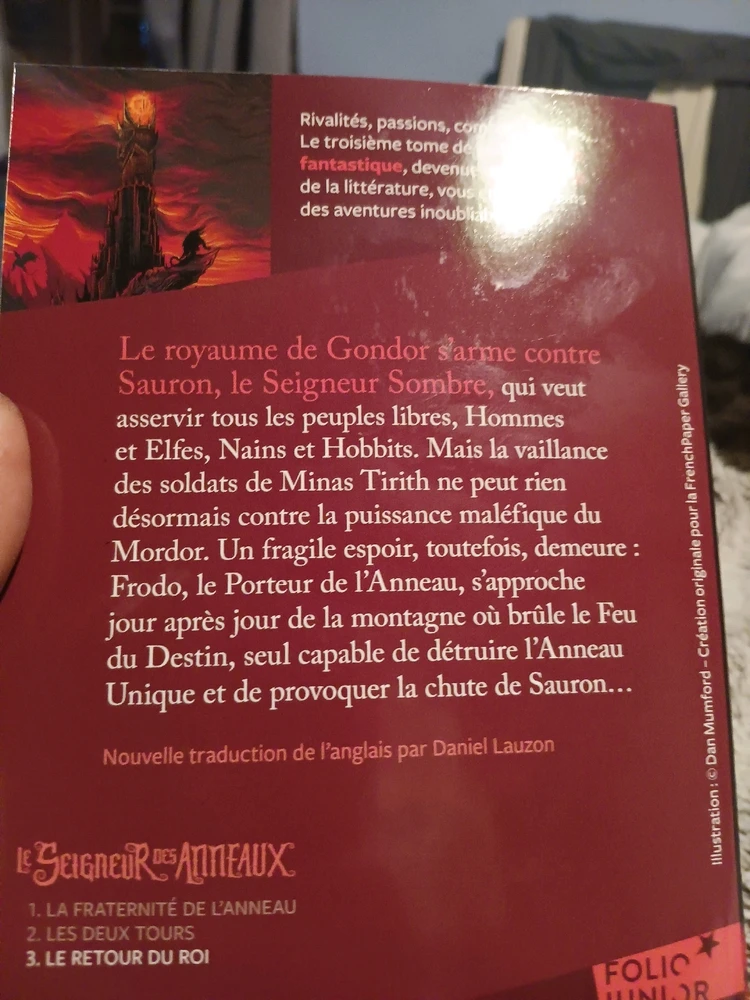 Rivalités, passions,
Le troisième tome
fantastique,
de la littérature, vous
des aventures
Le royaume de Gondor s'arme contre
Sauron, le Seigneur Sombre, qui veut
asservir tous les peuples libres, Hommes
et Elfes, Nains et Hobbits. Mais la vaillance
des soldats de Minas Tirith ne peut rien
désormais contre la puissance maléfique du
Mordor. Un fragile espoir, toutefois, demeure :
Frodo, le Porteur de l'Anneau, s'approche
jour après jour de la montagne où brûle le Feu
du Destin, seul capable de détruire l'Anneau
Unique et de provoquer la chute de Sauron...
Nouvelle traduction de l'anglais par Daniel Lauzon
LE SEIGNEUR DES ANNEAUX
1. LA FRATERNITÉ DE L'ANNEAU
2. LES DEUX TOURS
3. LE RETOUR DU ROI
FOLIO
JUNIOR
Illustration : © Dan Mumford – Création originale pour la FrenchPaper Gallery